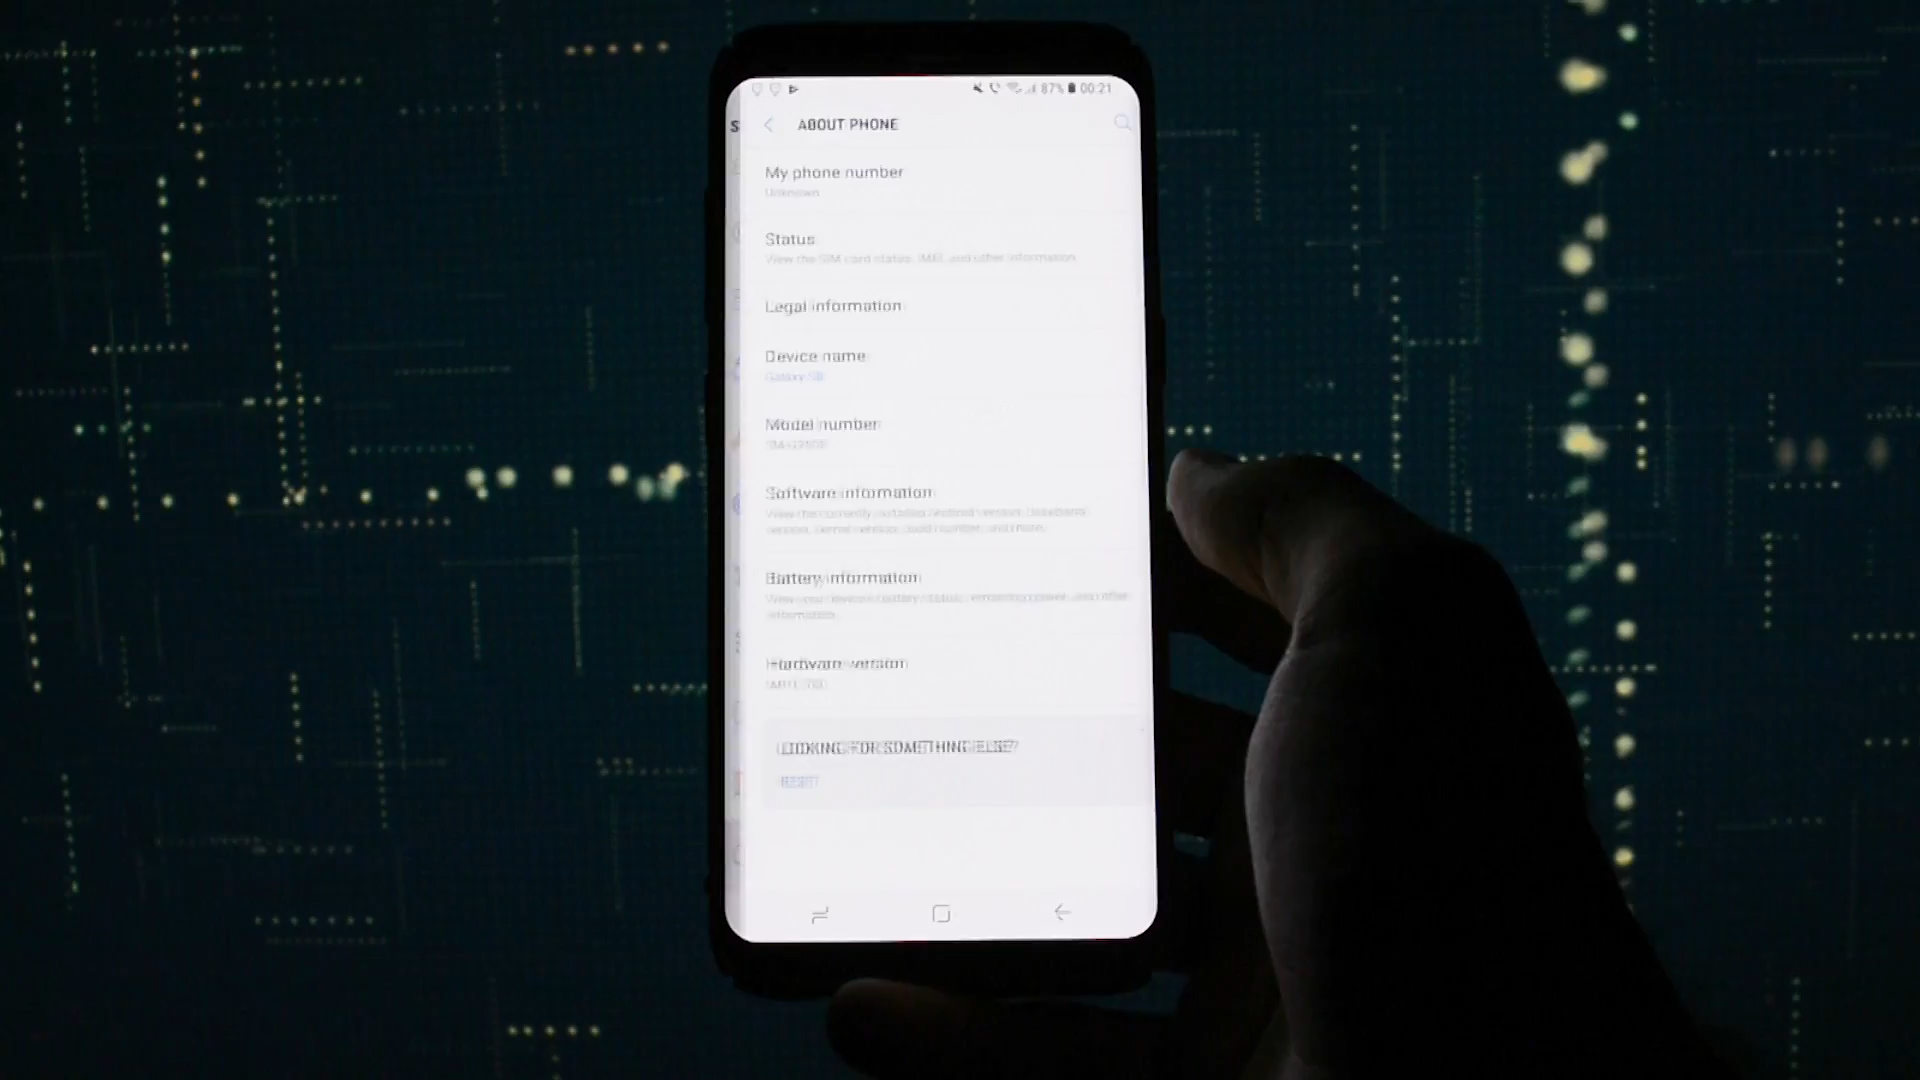 87% 00:21
S
ABOUT PHONE
My phone number
Unknown
Status
View the SIM card status, IMEI, and other information.
Legal information
Device name
Galaxy S8
Model number
Software information
View the currently installed Android version, baseband
version, kernel version, build number, and more.
Battery information
View your device's battery status, remaining power, and other
information.
Hardware version
LOOKING FOR SOMETHING ELSE?
RESET